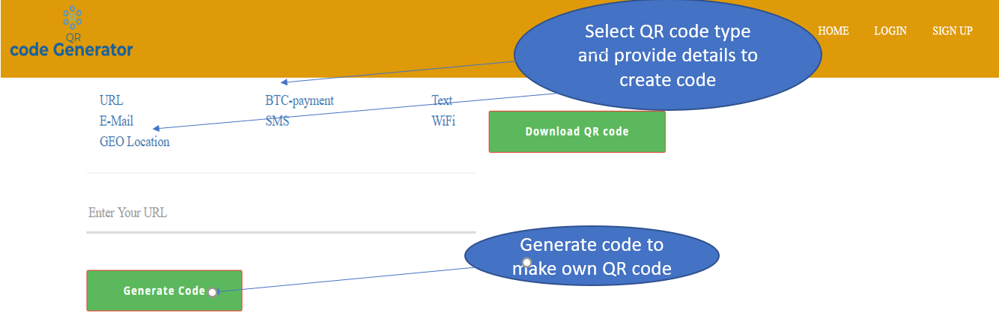 QR
code Generator
Select QR code type
and provide details to
create code
HOME LOGIN SIGN UP
URL BTC-payment Text
E-Mail SMS WiFi
GEO Location
Download QR code
Enter Your URL
Generate code to
make own QR code
Generate Code